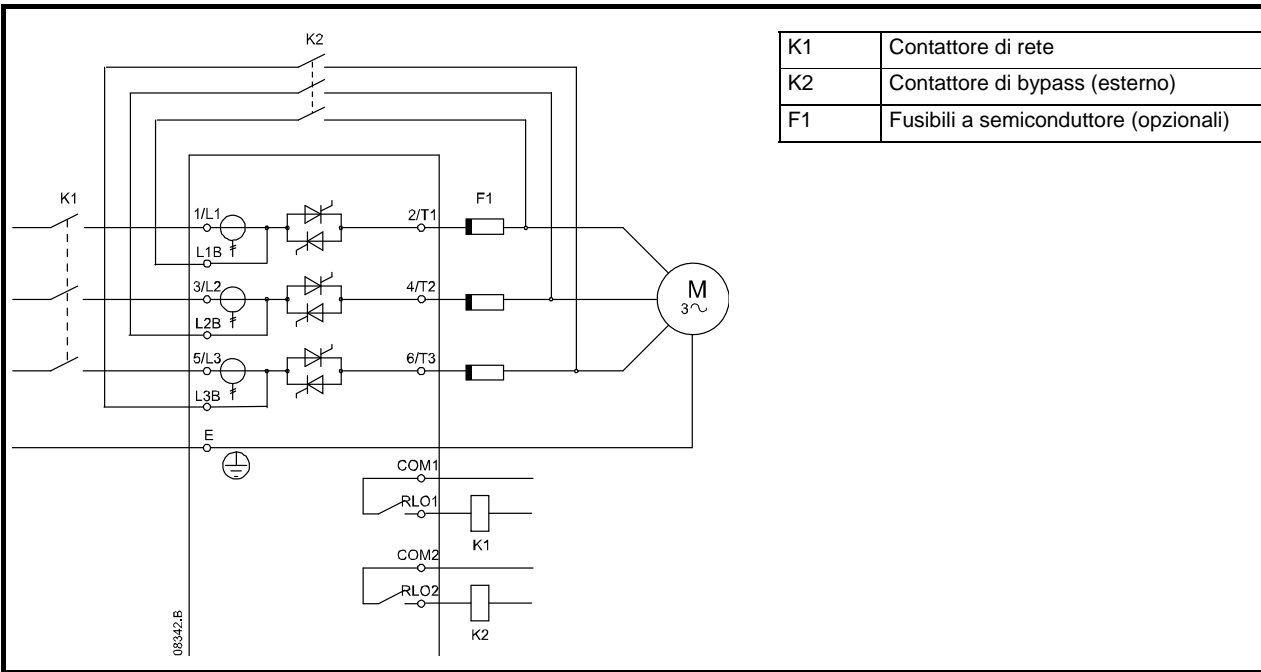 K2
K1
F1
1/L1
2/T1
L1B
3/L2
4/T2
L2B
5/L3
6/T3
L3B
E
M
3~
COM1
RLO1
K1
COM2
RLO2
K2
08342.B
K1 Contattore di rete
K2 Contattore di bypass (esterno)
F1 Fusibili a semiconduttore (opzionali)